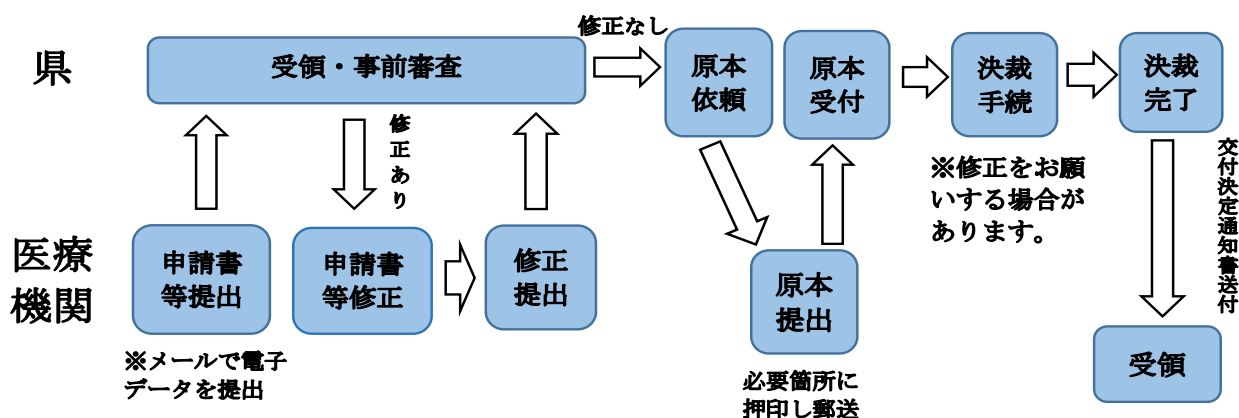 県
受領・事前審査
修正なし
原本
依頼
原本
受付
決裁
手続
決裁
完了
修正あり
※修正をお願
いする場合が
あります。
交付決定通知書送付
医療
機関
申請書
等提出
申請書
等修正
修正
提出
原本
提出
受領
※メールで電子
データを提出
必要箇所に
押印し郵送